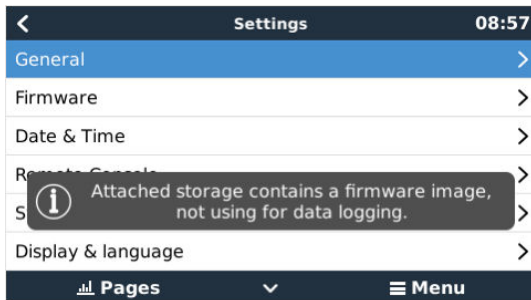 Settings
08:57
General
Firmware
Date & Time
Attached storage contains a firmware image,
not using for data logging.
Display & language
Pages
Menu